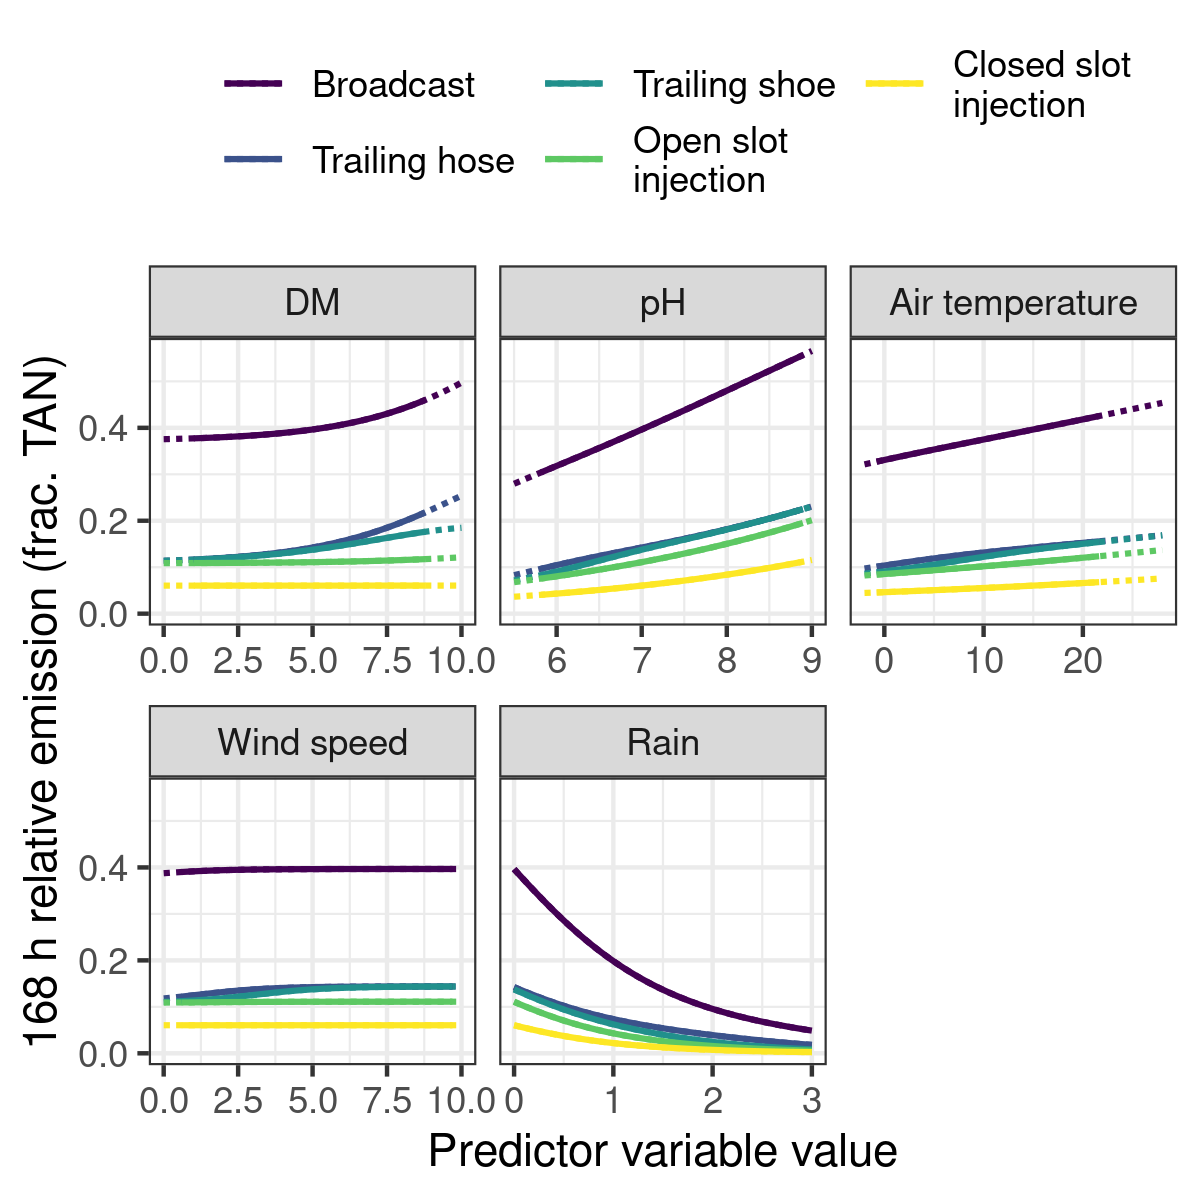 Broadcast
Trailing shoe
Closed slot
injection
Trailing hose
Open slot
injection
DM
pH
Air temperature
168 h relative emission (frac. TAN)
0.4
0.2
0.0
0.0 2.5 5.0 7.5 10.0
6 7 8 9
0 10 20
Wind speed
Rain
0.4
0.2
0.0
0.0 2.5 5.0 7.5 10.0
0 1 2 3
Predictor variable value